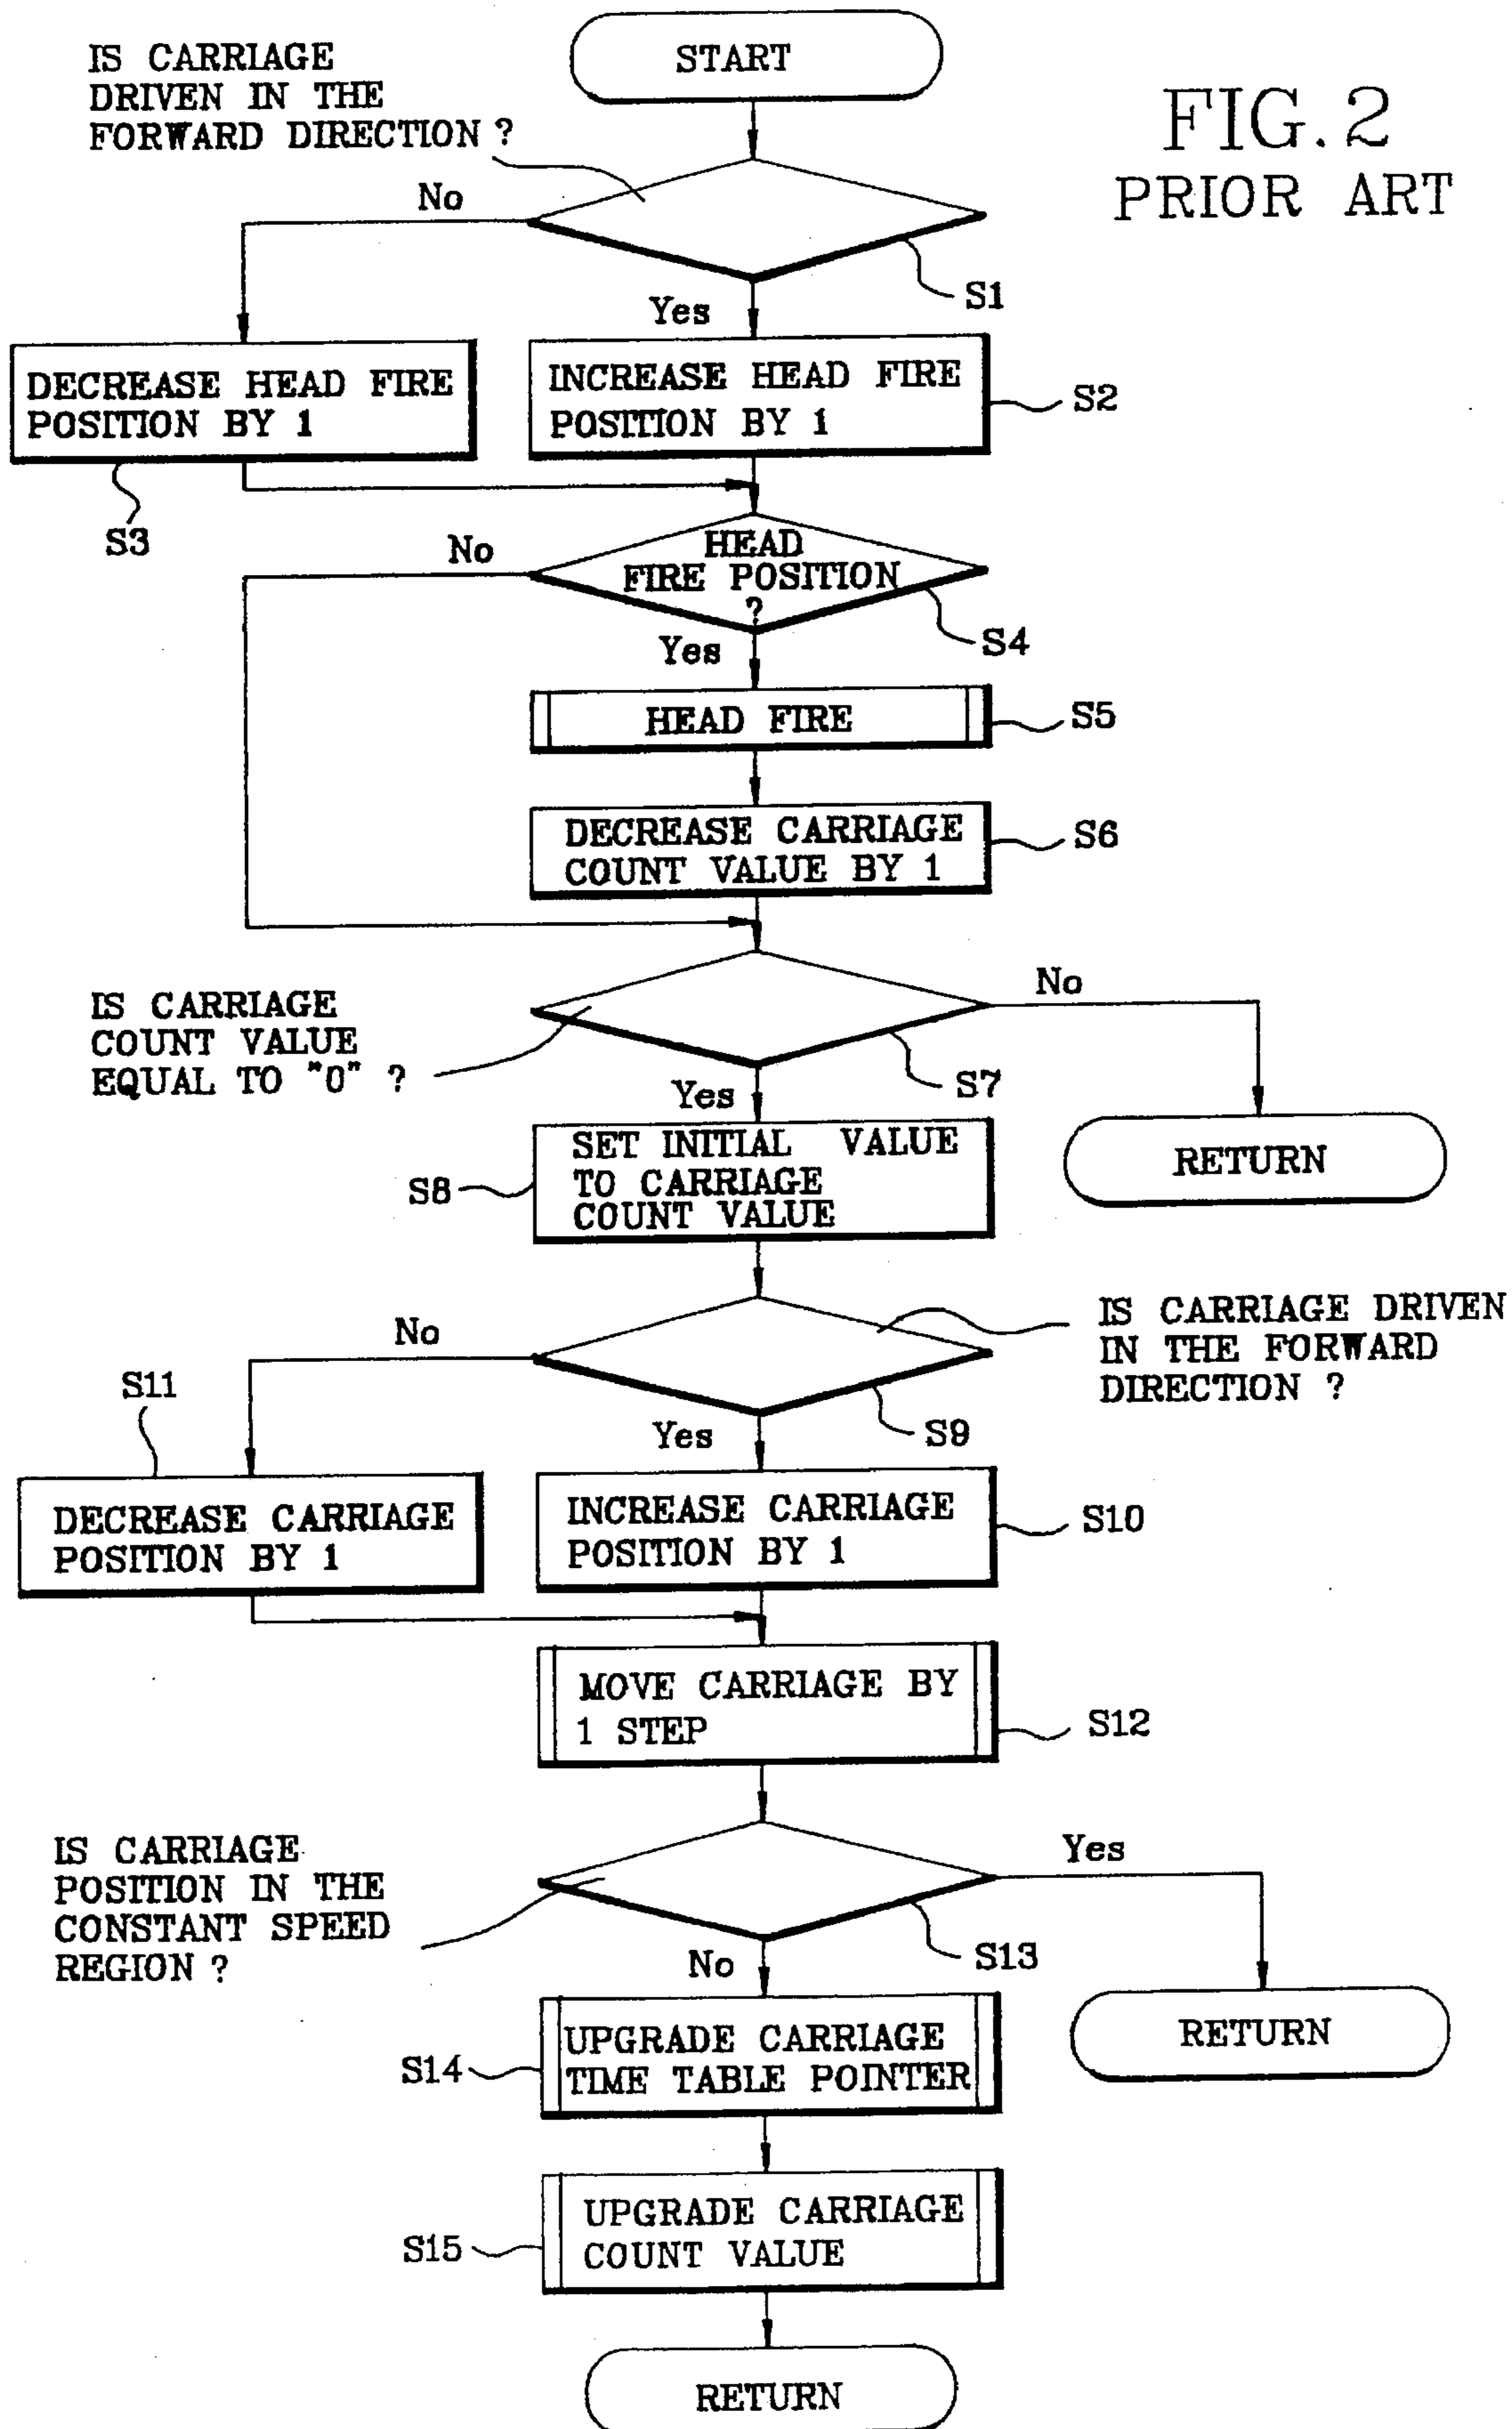 START
IS CARRIAGE
DRIVEN IN THE
FORWARD DIRECTION ?
FIG. 2
PRIOR ART
No
S1
Yes
DECREASE HEAD FIRE
POSITION BY 1
INCREASE HEAD FIRE
POSITION BY 1
S2
S3
No
HEAD
FIRE POSITION
?
S4
Yes
HEAD FIRE
S5
DECREASE CARRIAGE
COUNT VALUE BY 1
S6
IS CARRIAGE
COUNT VALUE
EQUAL TO "0" ?
No
S7
Yes
RETURN
SET INITIAL VALUE
TO CARRIAGE
COUNT VALUE
S8
IS CARRIAGE DRIVEN
IN THE FORWARD
DIRECTION ?
No
S11
S9
Yes
DECREASE CARRIAGE
POSITION BY 1
INCREASE CARRIAGE
POSITION BY 1
S10
MOVE CARRIAGE BY
1 STEP
S12
IS CARRIAGE
POSITION IN THE
CONSTANT SPEED
REGION ?
Yes
S13
No
RETURN
UPGRADE CARRIAGE
TIME TABLE POINTER
S14
UPGRADE CARRIAGE
COUNT VALUE
S15
RETURN